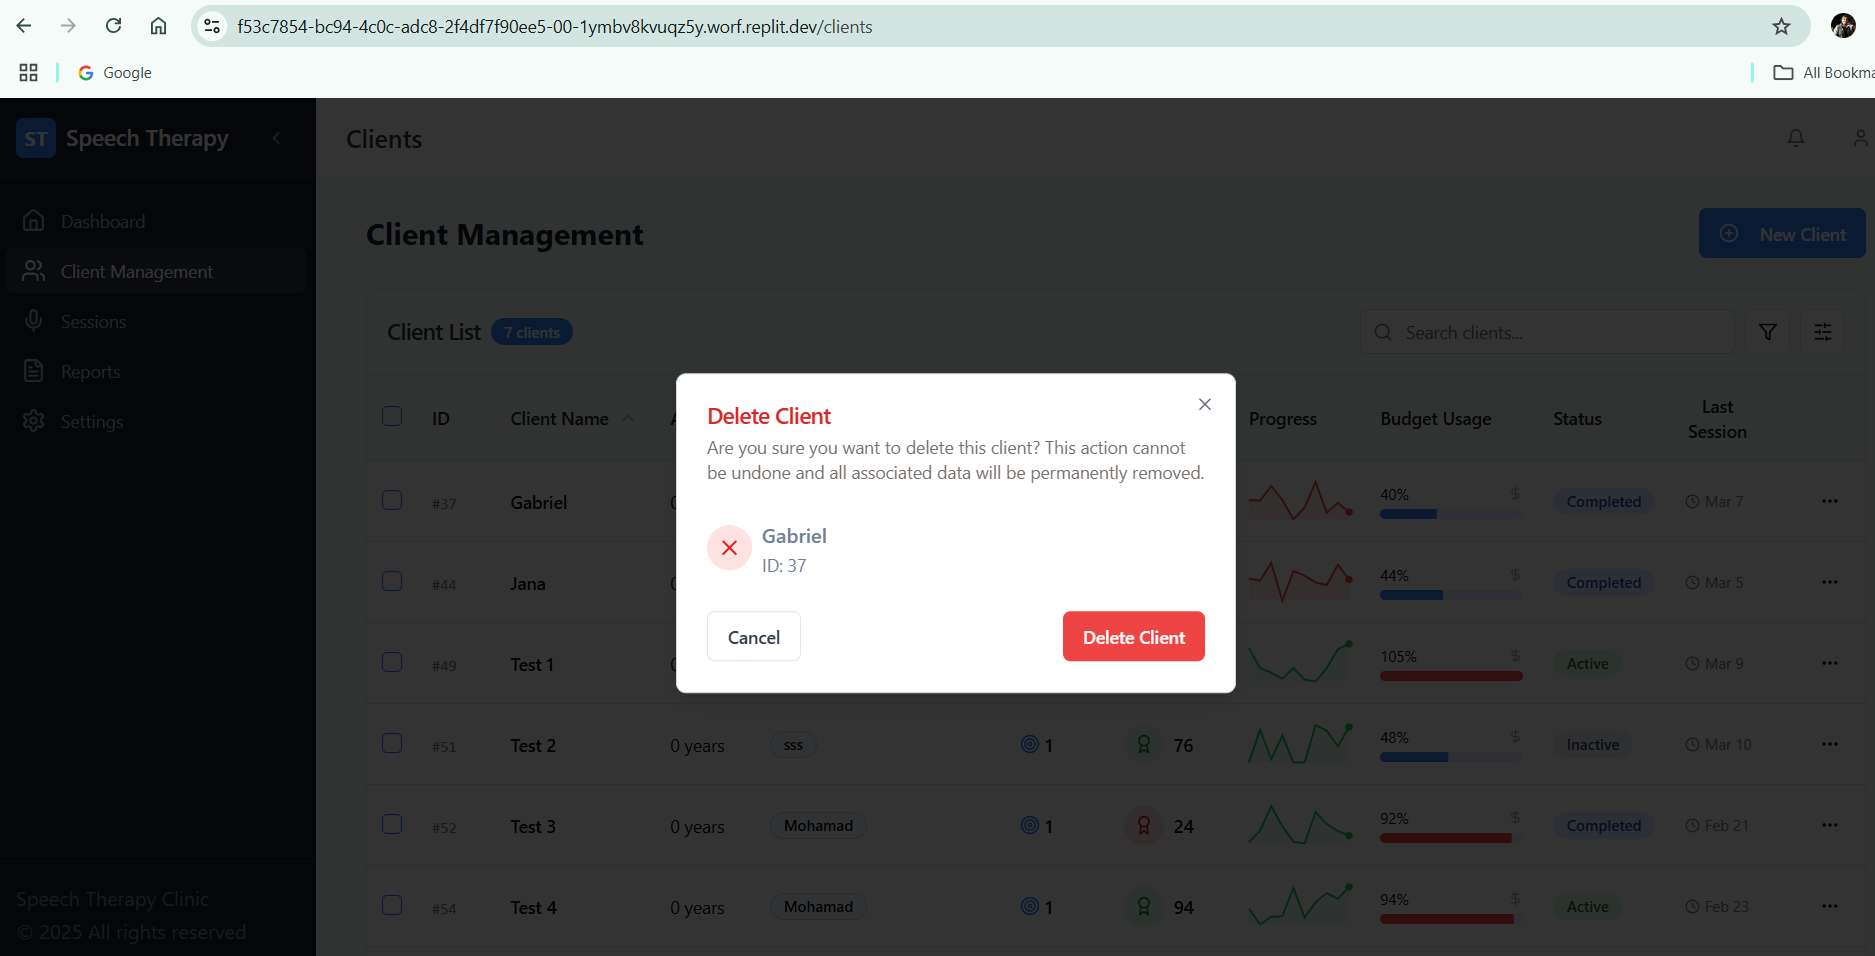 f53c7854-bc94-4c0c-adc8-2f4df7f90ee5-00-1ymbv8kvuqz5y.worf.replit.dev/clients
Google
All Bookma
ST Speech Therapy
Clients
Dashboard
Client Management
Sessions
Reports
Settings
Client Management
New Client
Client List 7 clients
Search clients...
ID Client Name Progress Budget Usage Status Last Session
#37 Gabriel 40% $ Completed Mar 7
#44 Jana 44% $ Completed Mar 5
#49 Test 1 105% $ Active Mar 9
#51 Test 2 0 years sss 1 76 48% $ Inactive Mar 10
#52 Test 3 0 years Mohamad 1 24 92% $ Completed Feb 21
#54 Test 4 0 years Mohamad 1 94 94% $ Active Feb 23
Delete Client
Are you sure you want to delete this client? This action cannot
be undone and all associated data will be permanently removed.
Gabriel
ID: 37
Cancel
Delete Client
Speech Therapy Clinic
© 2025 All rights reserved